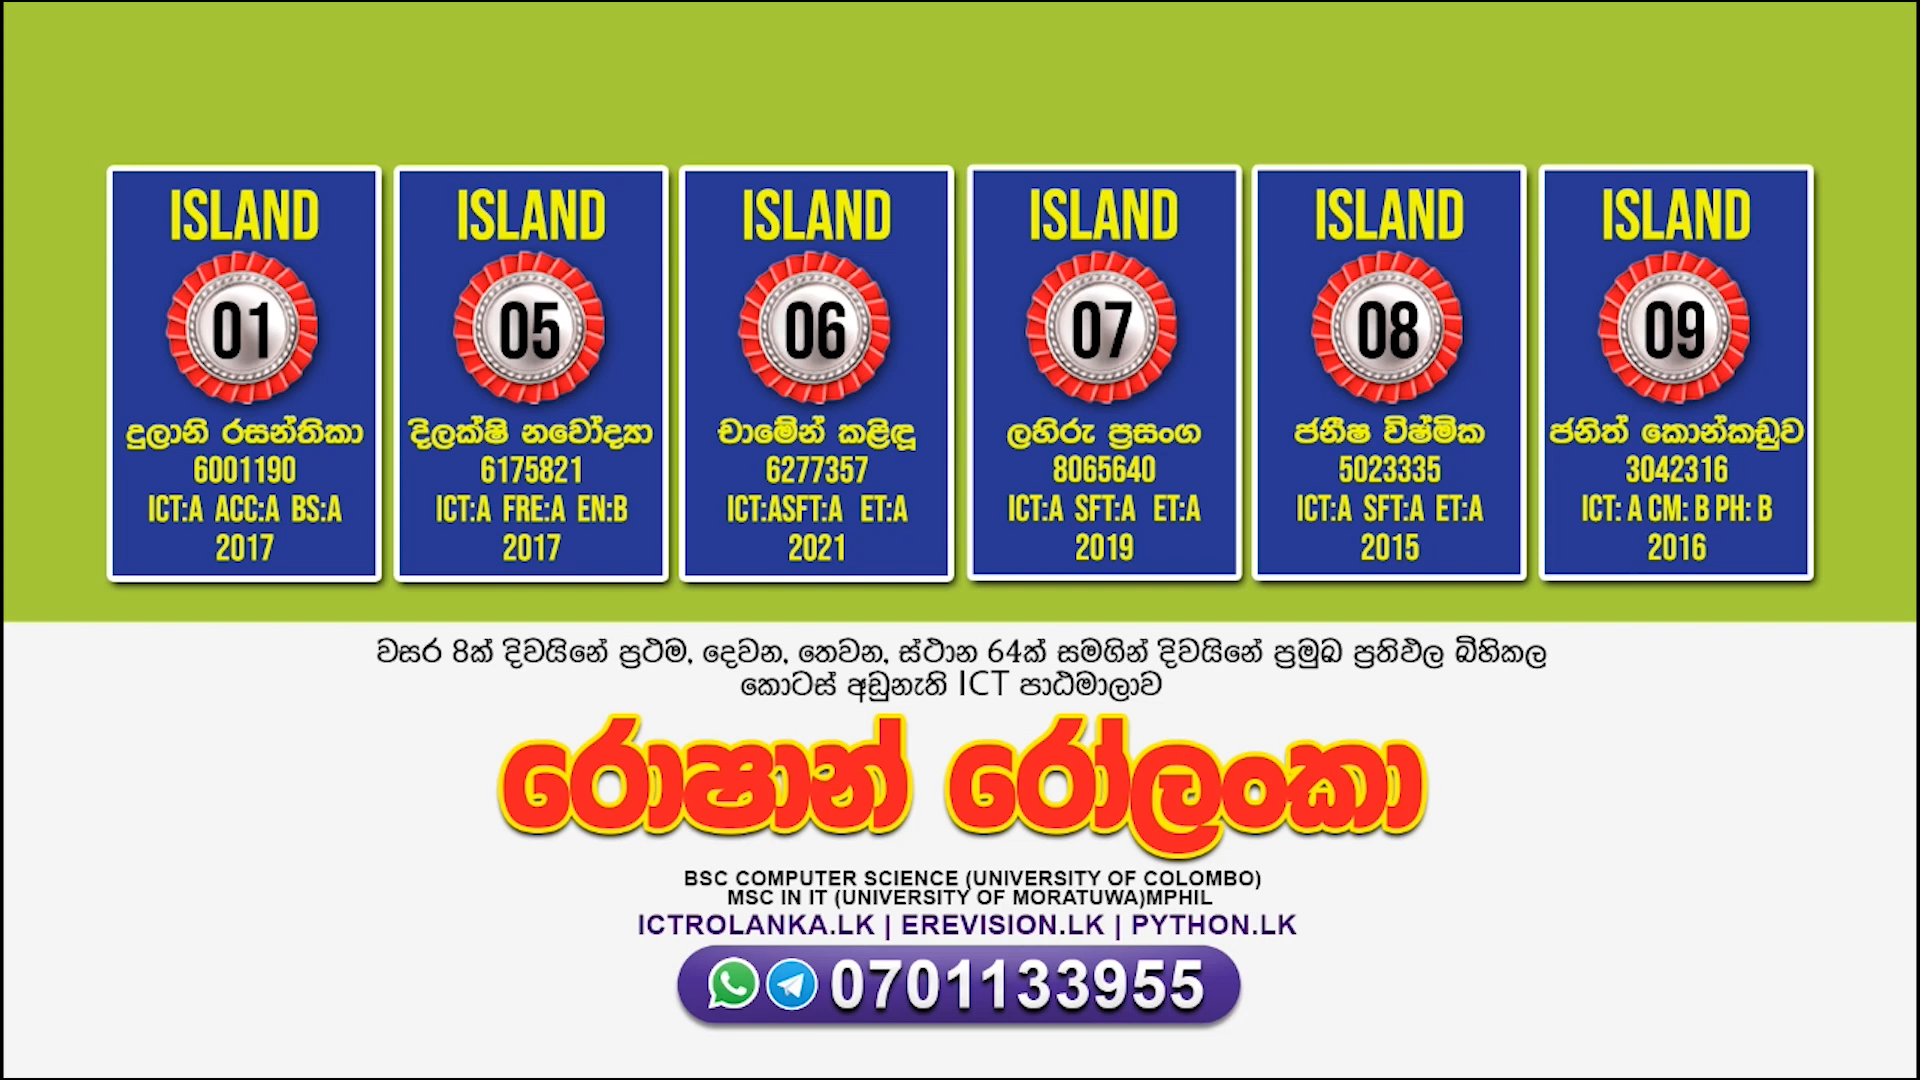 ISLAND
01
දුලානි රසන්තිකා
6001190
ICT:A ACC:A BS:A
2017
ISLAND
05
දිලක්ෂි නවෝද්‍යා
6175821
ICT:A FRE:A EN:B
2017
ISLAND
06
චාමේන් කළිඳූ
6277357
ICT:ASFT:A ET:A
2021
ISLAND
07
ලහිරු ප්‍රසංග
8065640
ICT:A SFT:A ET:A
2019
ISLAND
08
ජනීෂ විෂ්මික
5023335
ICT:A SFT:A ET:A
2015
ISLAND
09
ජනිත් කොන්කඩුව
3042316
ICT: A CM: B PH: B
2016
වසර 8ක් දිවයිනේ ප්‍රථම, දෙවන, තෙවන, ස්ථාන 64ක් සමගින් දිවයිනේ ප්‍රමුඛ ප්‍රතිඵල බිහිකල
කොටස් අඩුනැති ICT පාඨමාලාව
රොෂාන් රෝලංකා
BSC COMPUTER SCIENCE (UNIVERSITY OF COLOMBO)
MSC IN IT (UNIVERSITY OF MORATUWA)MPHIL
ICTROLANKA.LK | EREVISION.LK | PYTHON.LK
0701133955